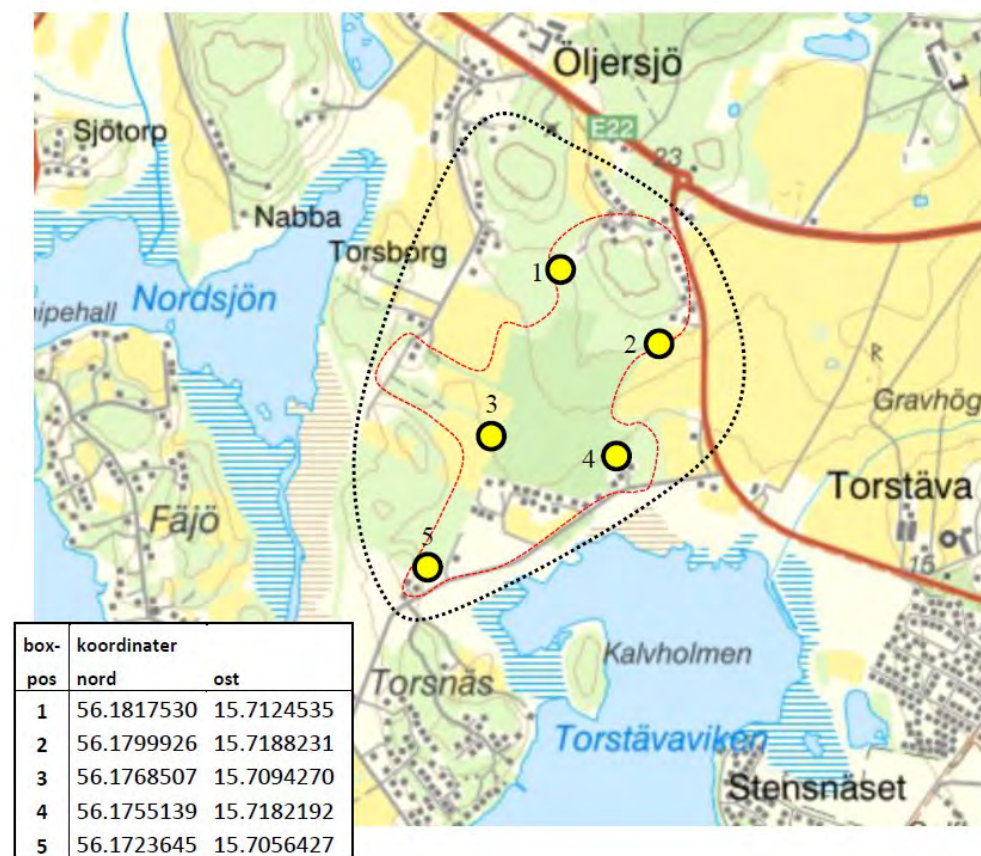 Öljersjö
Sjötorp
E22
23
Nabba
Torsborg
1
Nordsjön
ipehall
2
R
Gravhög
3
4
Torstäva
Fäjö
5
15
box-
pos
koordinater
nord ost
1 56.1817530 15.7124535
2 56.1799926 15.7188231
3 56.1768507 15.7094270
4 56.1755139 15.7182192
5 56.1723645 15.7056427
Kalvholmen
Torsnäs
Torstävaviken
Stensnäset